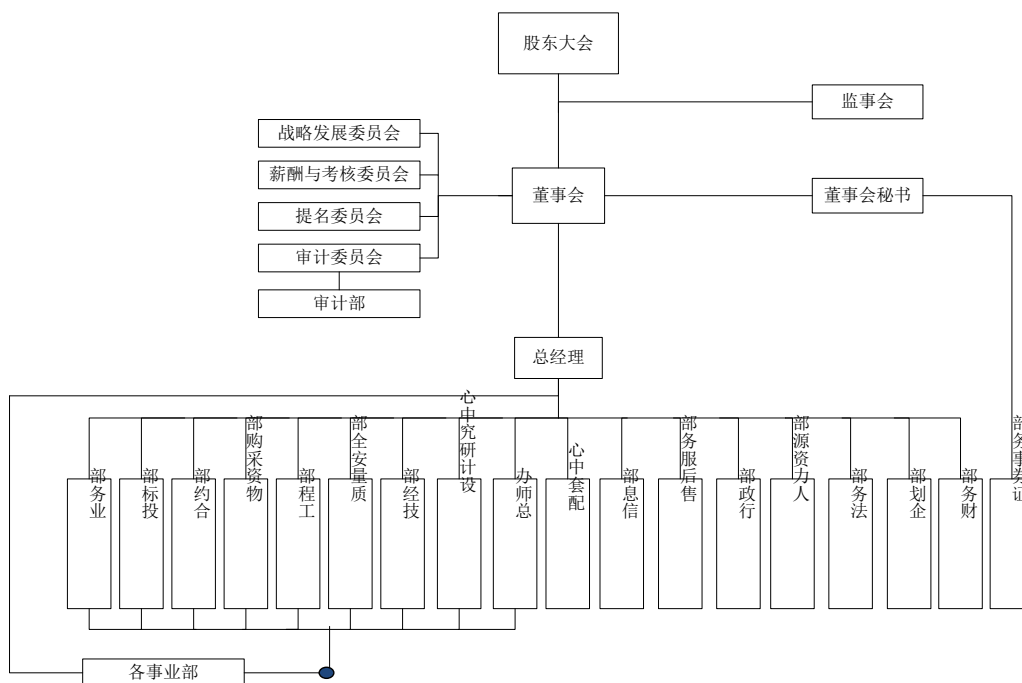 股东大会
监事会
战略发展委员会
薪酬与考核委员会
提名委员会
审计委员会
审计部
董事会
董事会秘书
总经理
部务业
部标投
部约合
部购采资物
部程工
部全安量质
部经技
心中究研计设
办师总
心中套配
部息信
部务服后售
部政行
部源资力人
部务法
部划企
部务财
部务事券证
各事业部